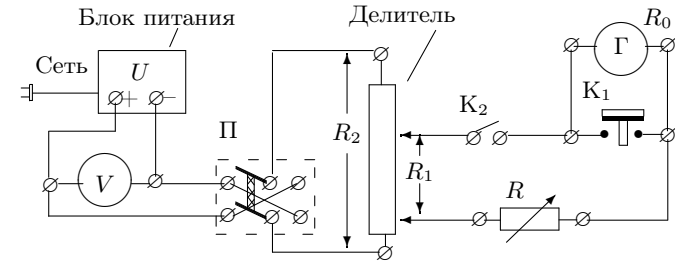 Блок питания
Делитель
R₀
Сеть
U
Г
+
−
K₁
K₂
П
R₂
R₁
V
R